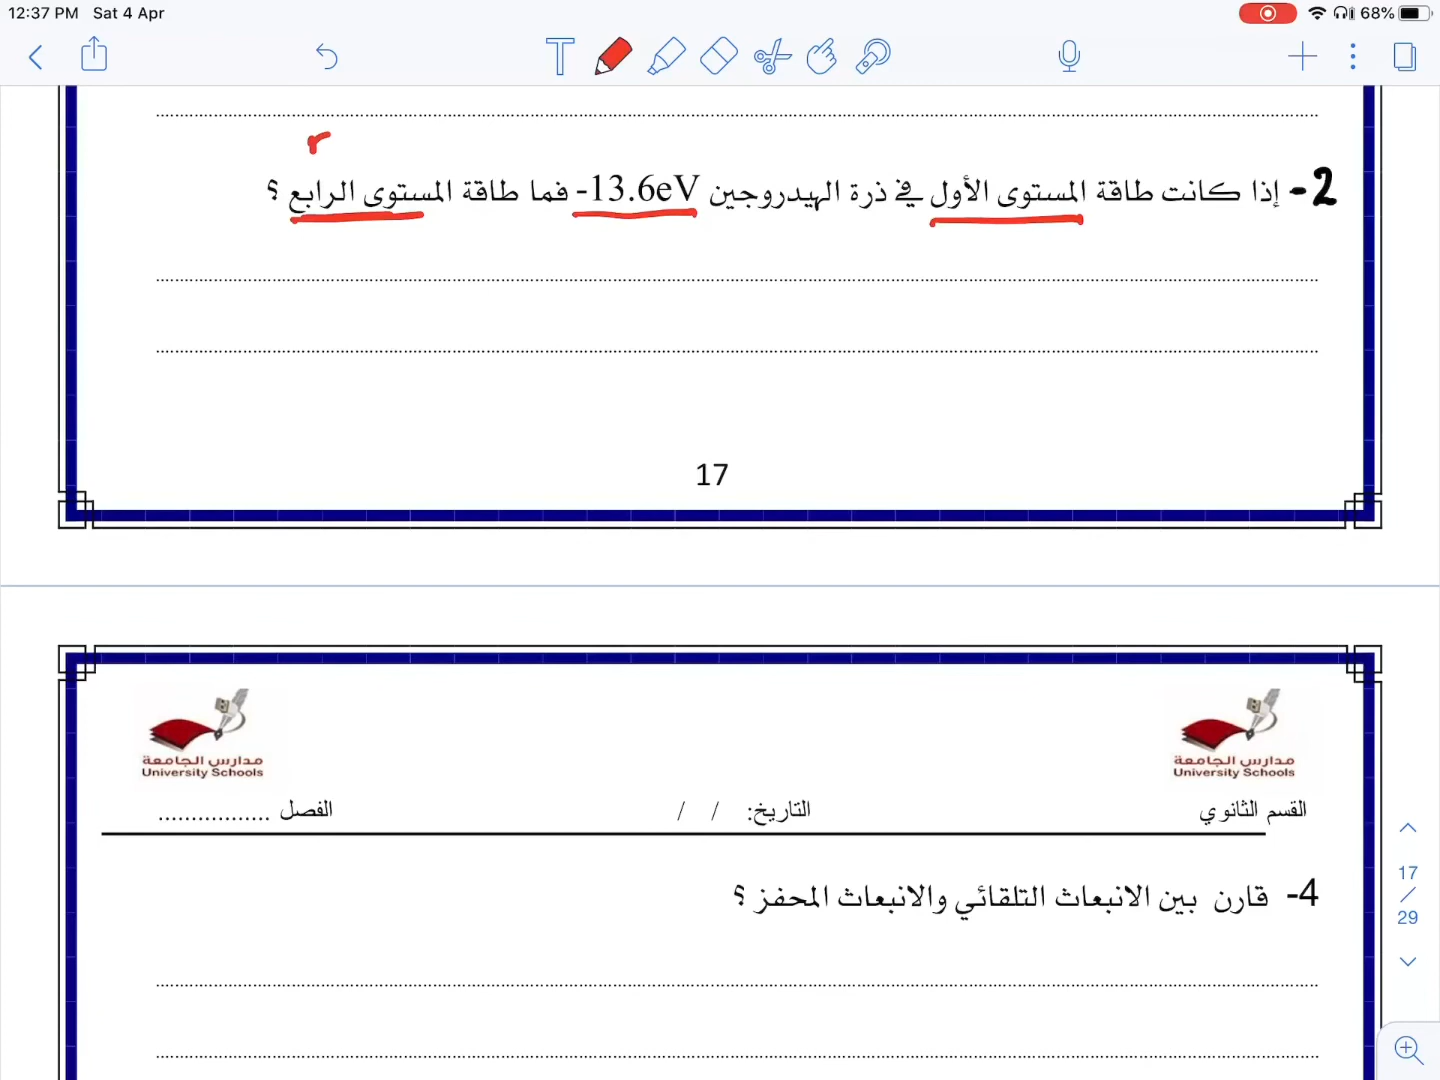 12:37 PM Sat 4 Apr 68%
2- إذا كانت طاقة المستوى الأول في ذرة الهيدروجين -13.6eV فما طاقة المستوى الرابع ؟
17
مدارس الجامعة
University Schools
مدارس الجامعة
University Schools
القسم الثانوي التاريخ: / / الفصل .................
4- قارن بين الانبعاث التلقائي والانبعاث المحفز ؟
17
/
29